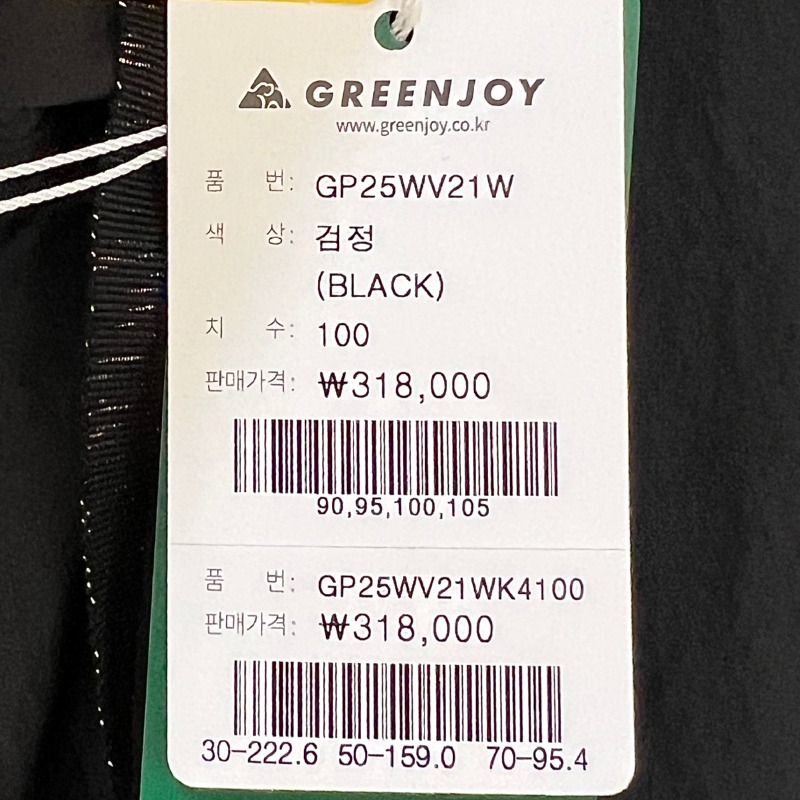 GREENJOY
www.greenjoy.co.kr
품 번: GP25WV21W
색 상: 검정
(BLACK)
치 수: 100
판매가격: ₩318,000
90,95,100,105
품 번: GP25WV21WK4100
판매가격: ₩318,000
30-222.6 50-159.0 70-95.4